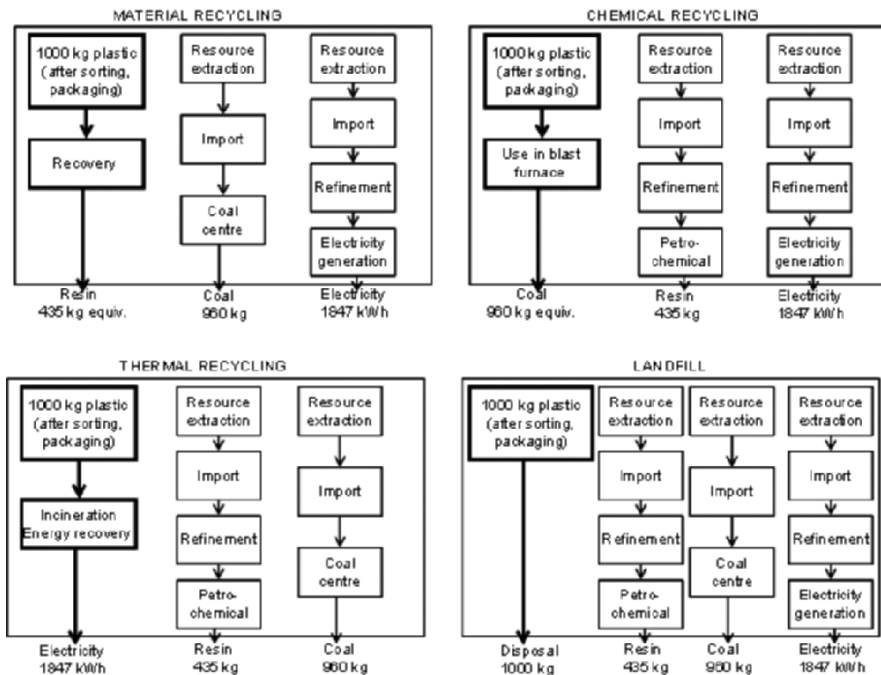 MATERIAL RECYCLING
1000 kg plastic
(after sorting,
packaging)
Recovery
Resin
435 kg equiv.
Resource
extraction
Import
Coal
centre
Coal
960 kg
Resource
extraction
Import
Refinement
Electricity
generation
Electricity
1847 kWh
CHEMICAL RECYCLING
1000 kg plastic
(after sorting,
packaging)
Use in blast
furnace
Coal
960 kg equiv.
Resource
extraction
Import
Refinement
Petro-
chemical
Resin
435 kg
Resource
extraction
Import
Refinement
Electricity
generation
Electricity
1847 kWh
THERMAL RECYCLING
1000 kg plastic
(after sorting,
packaging)
Incineration
Energy recovery
Electricity
1847 kWh
Resource
extraction
Import
Refinement
Petro-
chemical
Resin
435 kg
Resource
extraction
Import
Coal
centre
Coal
960 kg
LANDFILL
1000 kg plastic
(after sorting,
packaging)
Disposal
1000 kg
Resource
extraction
Import
Refinement
Petro-
chemical
Resin
435 kg
Resource
extraction
Import
Coal
centre
Coal
960 kg
Resource
extraction
Import
Refinement
Electricity
generation
Electricity
1847 kWh